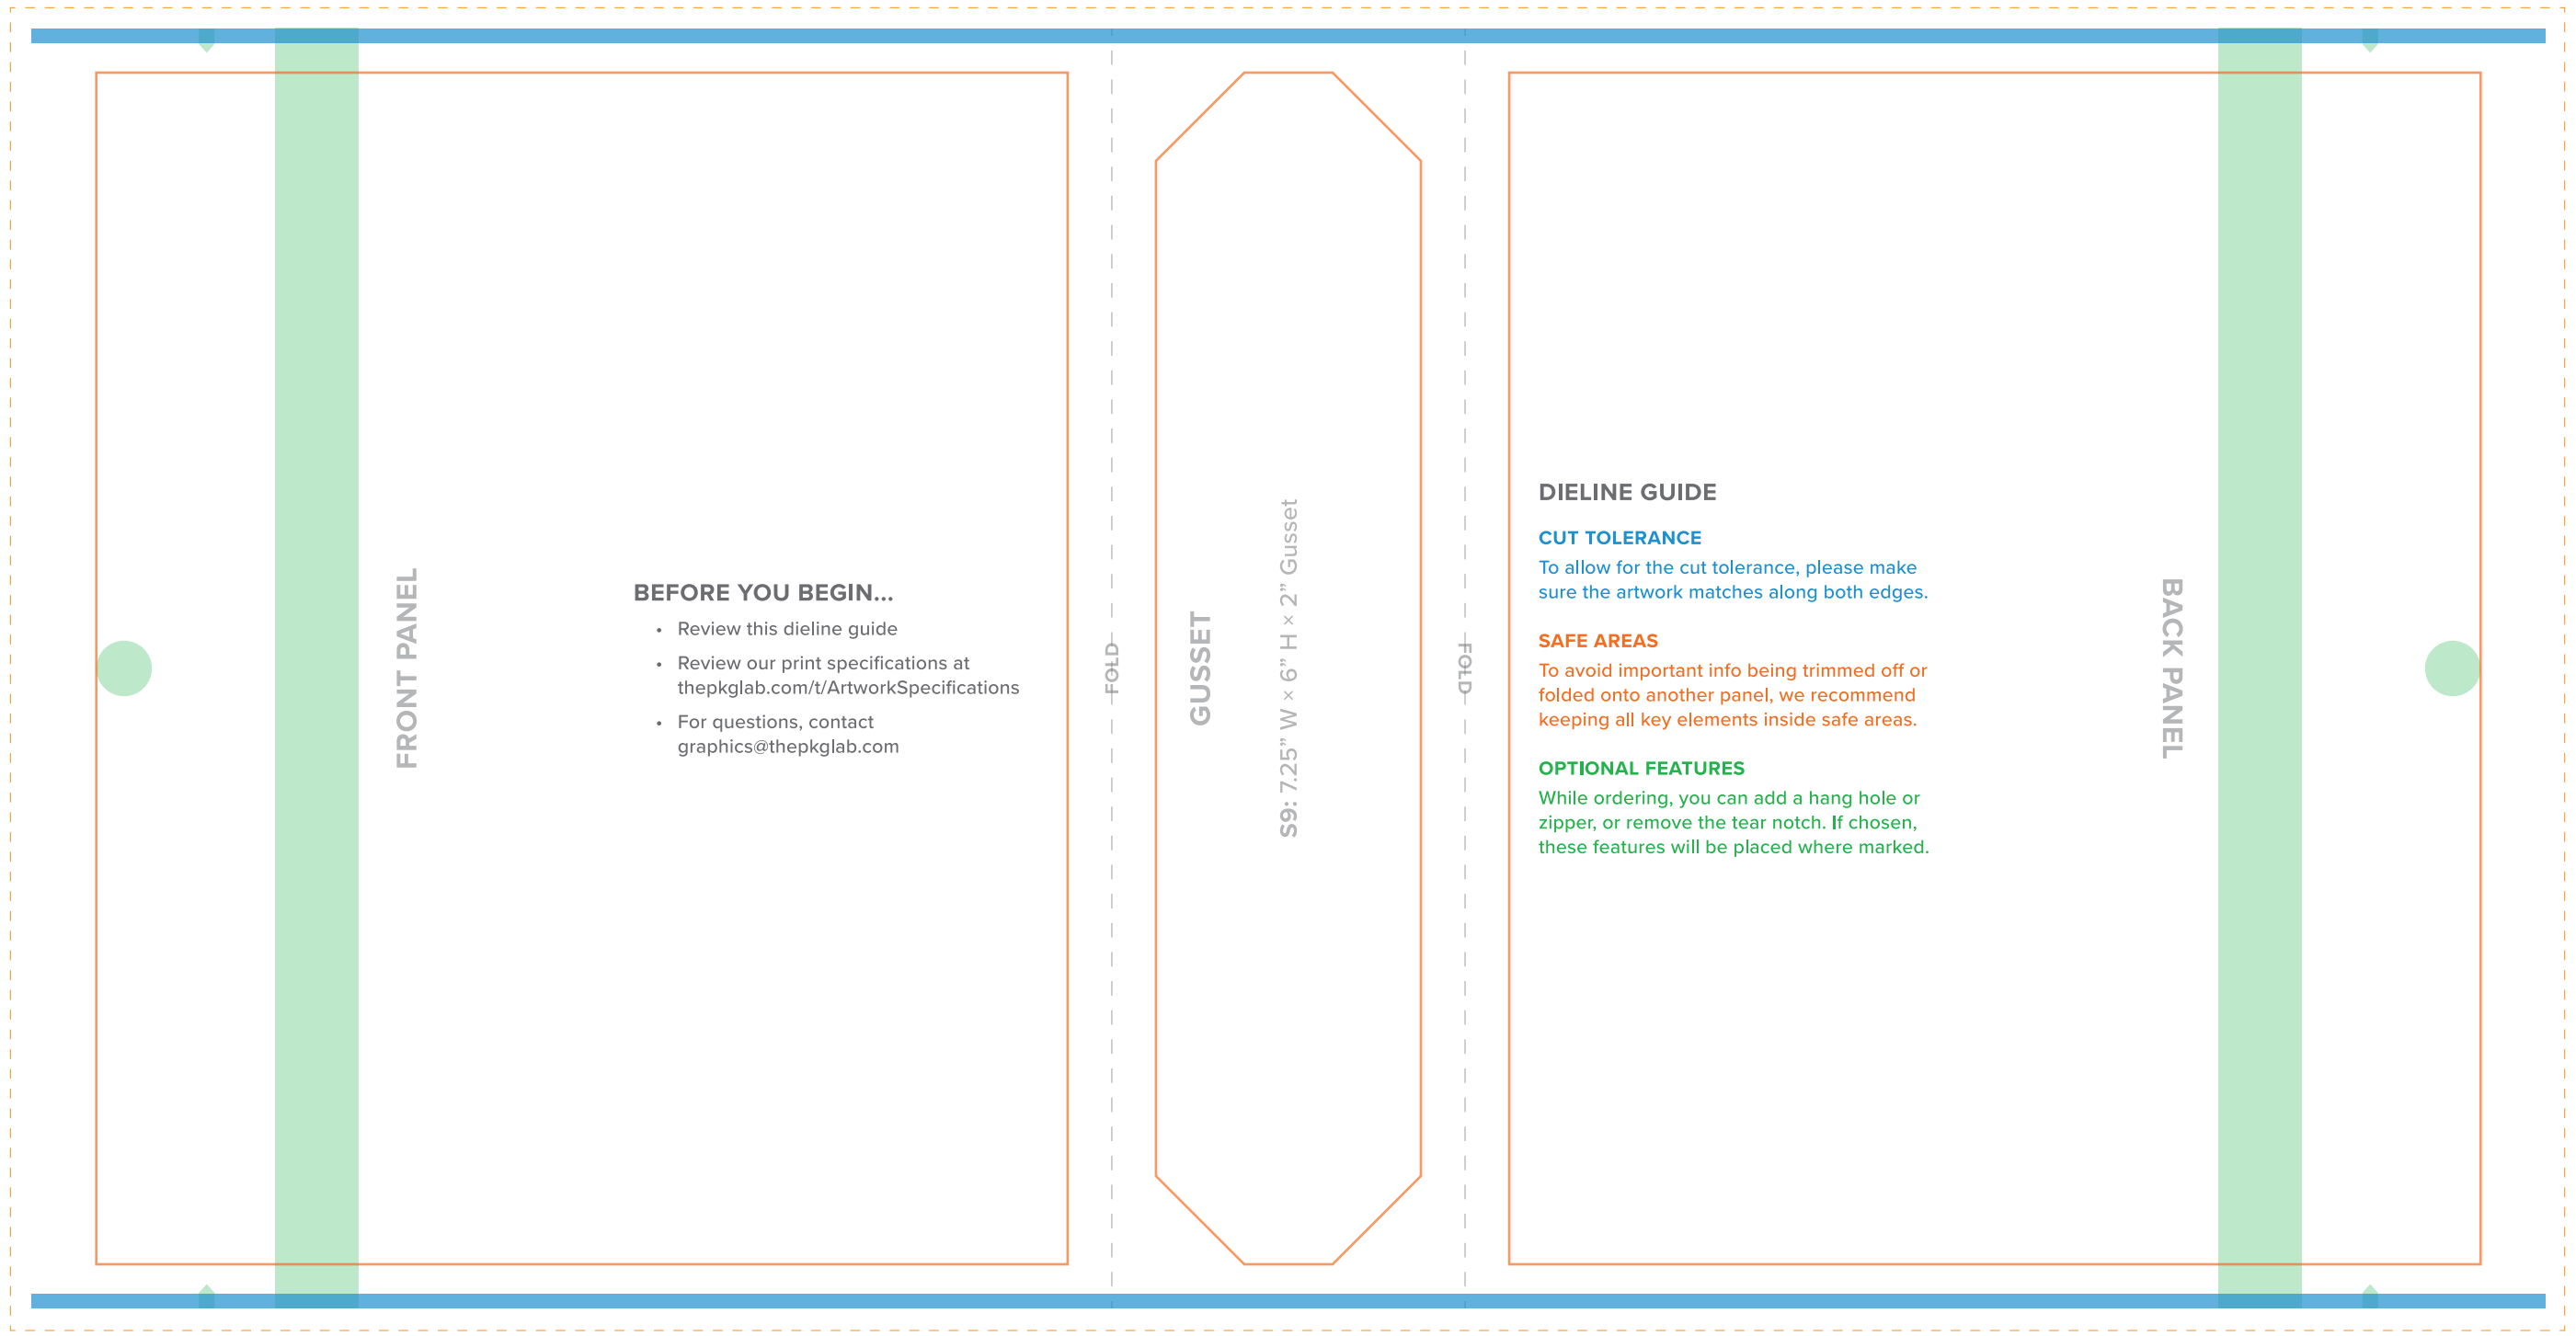 FRONT PANEL
BEFORE YOU BEGIN...
• Review this dieline guide
• Review our print specifications at
thepkglab.com/t/ArtworkSpecifications
• For questions, contact
graphics@thepkglab.com
FOLD
GUSSET
S9: 7.25” W × 6” H × 2” Gusset
FOLD
DIELINE GUIDE
CUT TOLERANCE
To allow for the cut tolerance, please make
sure the artwork matches along both edges.
SAFE AREAS
To avoid important info being trimmed off or
folded onto another panel, we recommend
keeping all key elements inside safe areas.
OPTIONAL FEATURES
While ordering, you can add a hang hole or
zipper, or remove the tear notch. If chosen,
these features will be placed where marked.
BACK PANEL